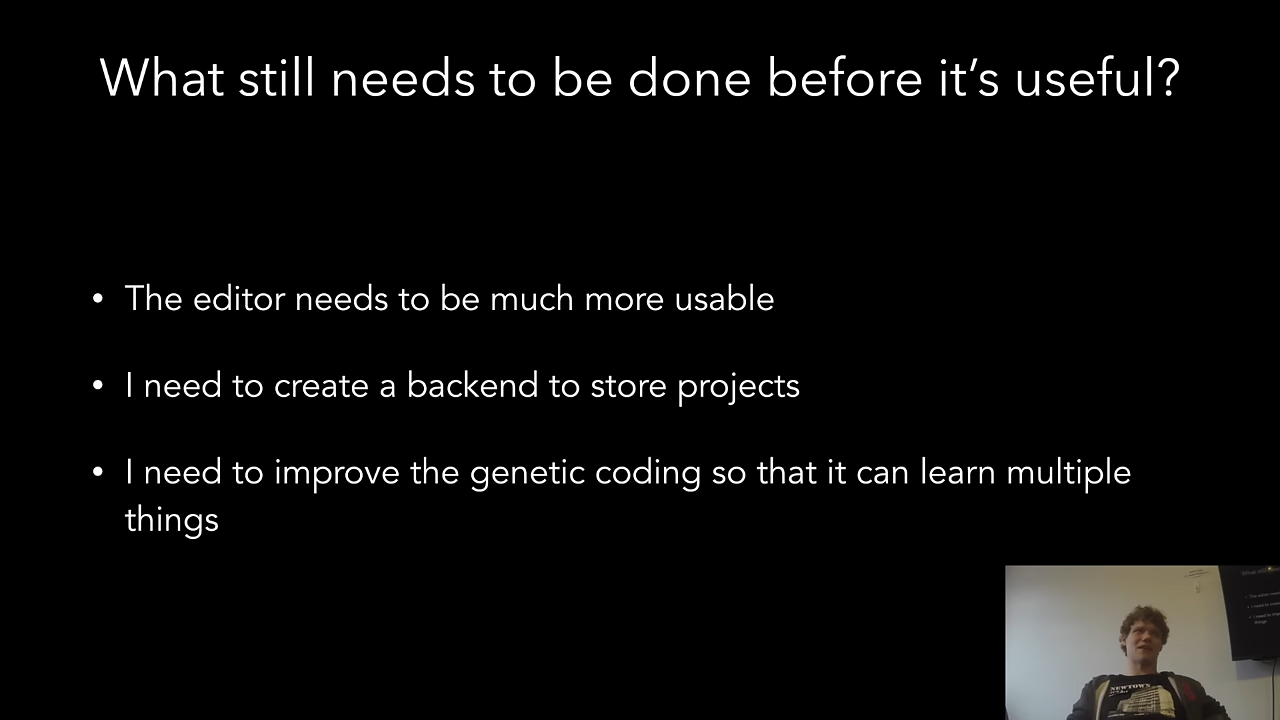 What still needs to be done before it's useful?
• The editor needs to be much more usable
• I need to create a backend to store projects
• I need to improve the genetic coding so that it can learn multiple
things
NEWTOWN